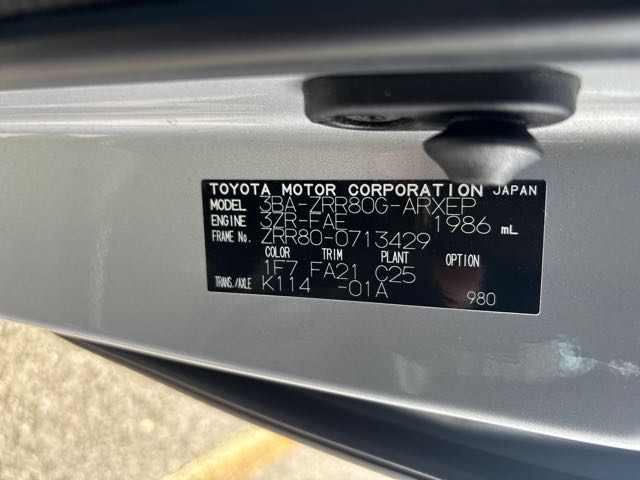 TOYOTA MOTOR CORPORATION JAPAN
MODEL 3BA-ZRR80G-ARXEP
ENGINE 3ZR-FAE 1986 mL
FRAME No. ZRR80-0713429
COLOR TRIM PLANT OPTION
1F7 FA21 C25
TRANS./AXLE K114 -01A
980